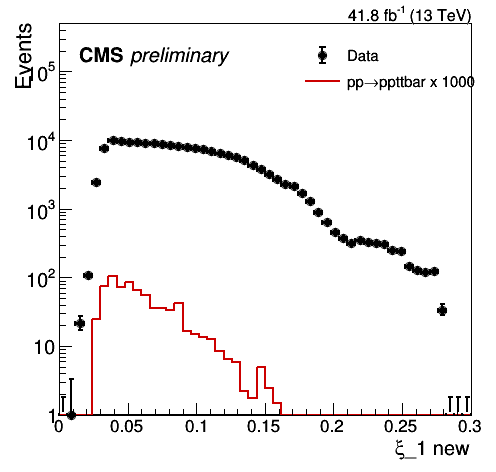 41.8 fb⁻¹ (13 TeV)
Events
CMS preliminary
Data
pp→ppttbar x 1000
10⁵
10⁴
10³
10²
10
1
0 0.05 0.1 0.15 0.2 0.25 0.3
ξ_1 new